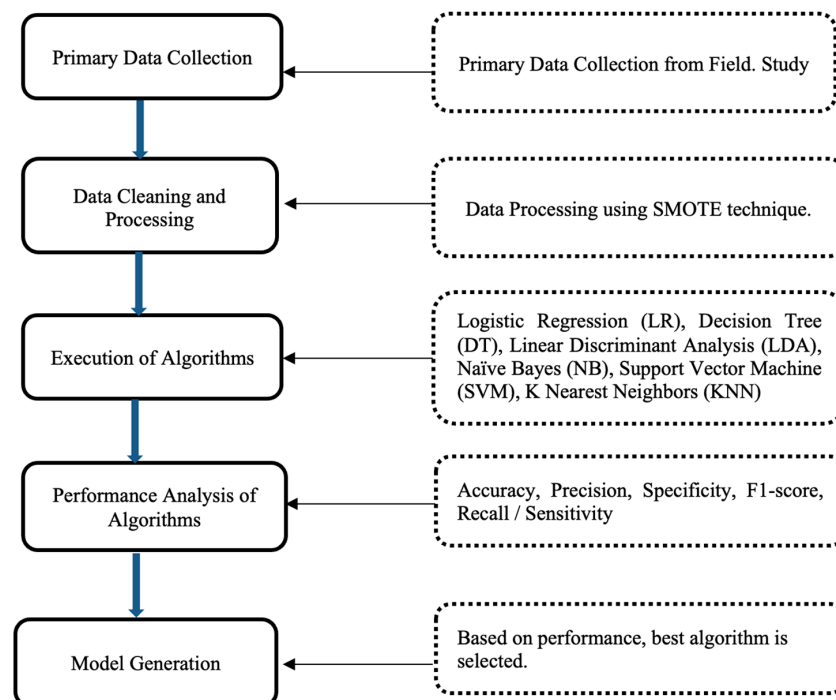 Primary Data Collection
Primary Data Collection from Field. Study
Data Cleaning and
Processing
Data Processing using SMOTE technique.
Execution of Algorithms
Logistic Regression (LR), Decision Tree
(DT), Linear Discriminant Analysis (LDA),
Naïve Bayes (NB), Support Vector Machine
(SVM), K Nearest Neighbors (KNN)
Performance Analysis of
Algorithms
Accuracy, Precision, Specificity, F1-score,
Recall / Sensitivity
Model Generation
Based on performance, best algorithm is
selected.